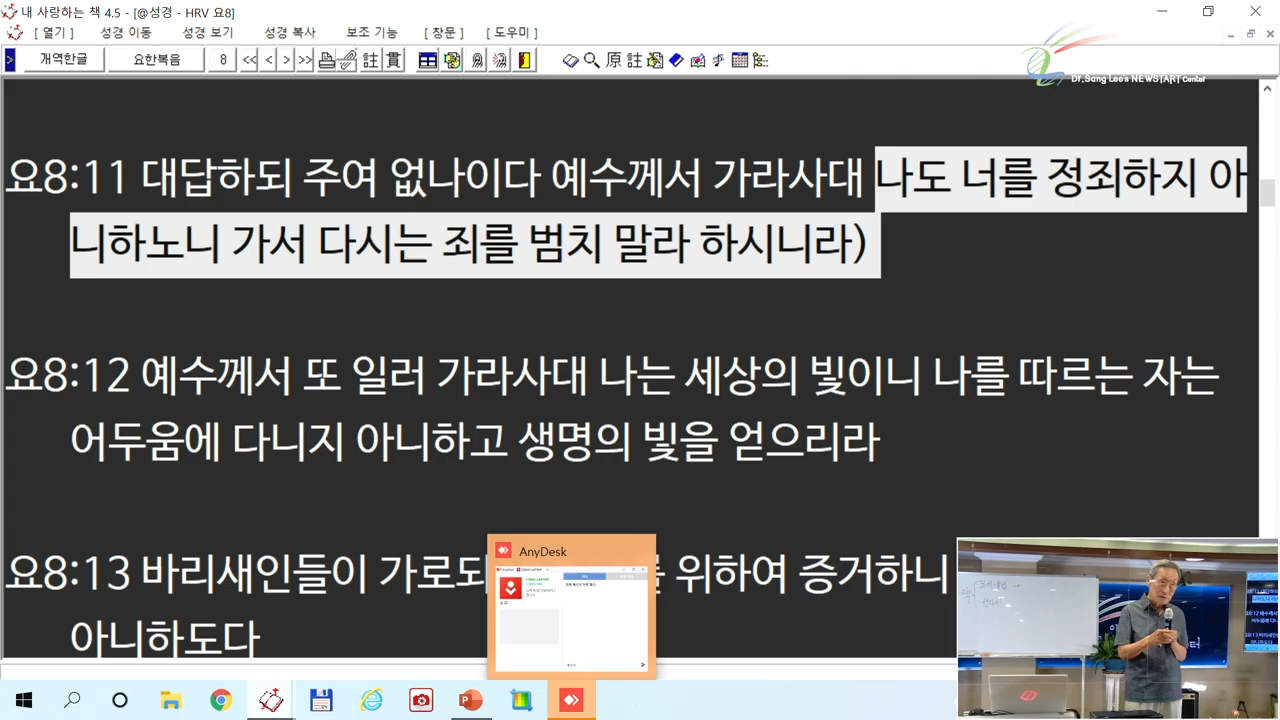 내 사랑하는 책 4.5 - [@성경 - HRV 요8]
[ 열기 ] 성경 이동 성경 보기 성경 복사 보조 기능 [ 창문 ] [ 도우미 ]
> 개역한글 요한복음 8 << < > >> 註 貫 原 註
Dr.Sang Lee's NEWSTART Center
요8:11 대답하되 주여 없나이다 예수께서 가라사대 나도 너를 정죄하지 아
니하노니 가서 다시는 죄를 범치 말라 하시니라)
요8:12 예수께서 또 일러 가라사대 나는 세상의 빛이니 나를 따르는 자는
어두움에 다니지 아니하고 생명의 빛을 얻으리라
요8:13 바리새인들이 가로되 위하여 증거하니
아니하도다
AnyDesk